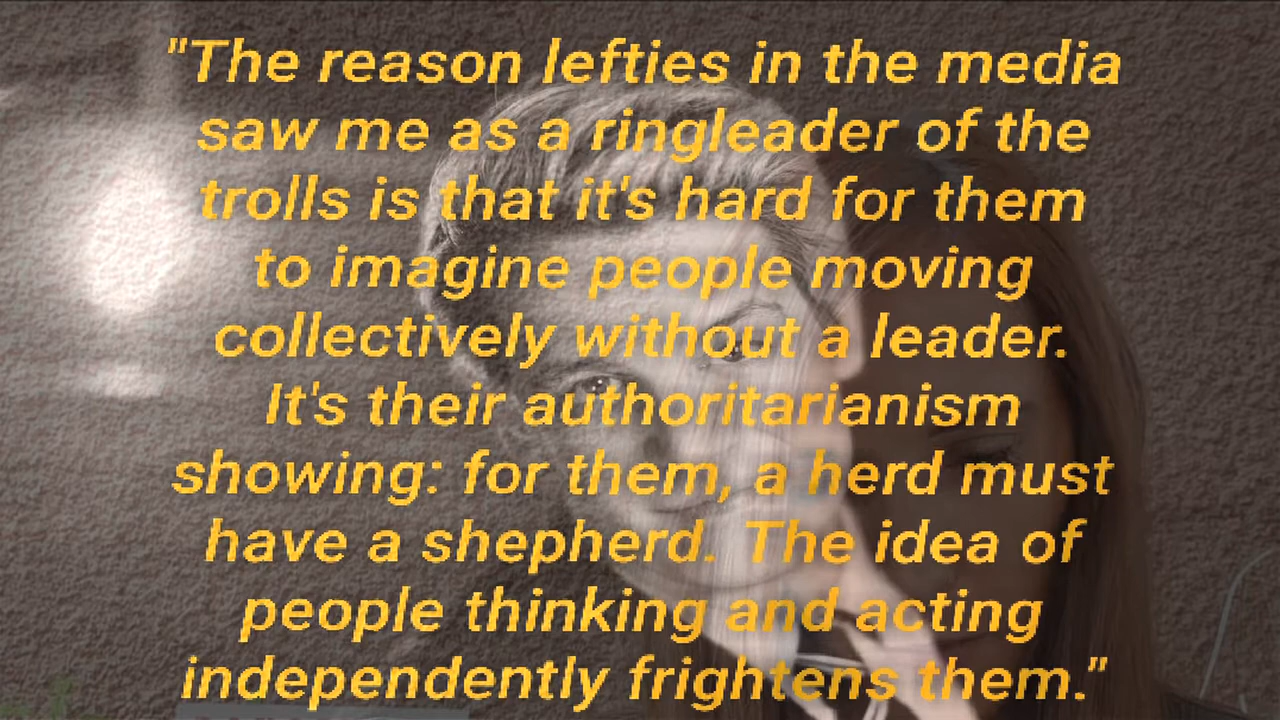 "The reason lefties in the media
saw me as a ringleader of the
trolls is that it's hard for them
to imagine people moving
collectively without a leader.
It's their authoritarianism
showing: for them, a herd must
have a shepherd. The idea of
people thinking and acting
independently frightens them."